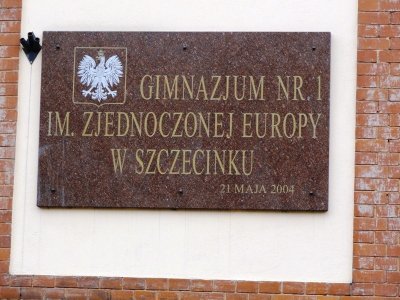 GIMNAZJUM NR. 1
IM. ZJEDNOCZONEJ EUROPY
W SZCZECINKU
21 MAJA 2004